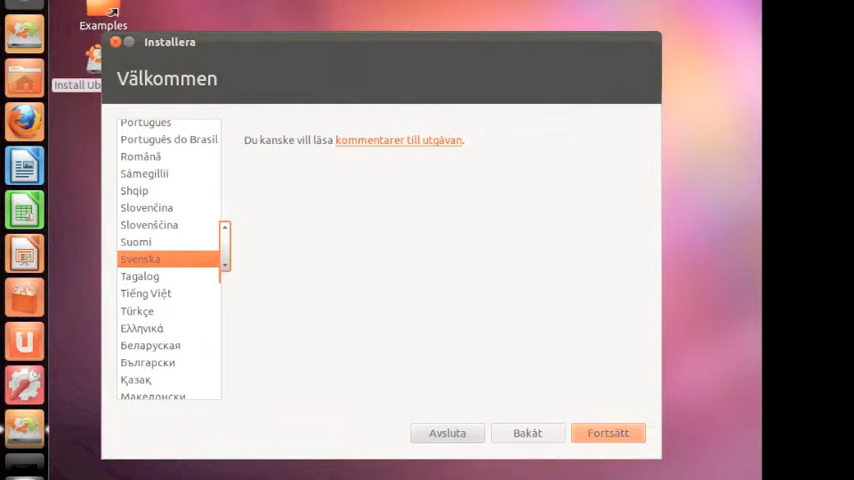 Examples
Install Ub
Installera
Välkommen
Português
Português do Brasil
Română
Sámegillii
Shqip
Slovenčina
Slovenščina
Suomi
Svenska
Tagalog
Tiếng Việt
Türkçe
Ελληνικά
Беларуская
Български
Қазақ
Македонски
Du kanske vill läsa kommentarer till utgåvan.
Avsluta
Bakåt
Fortsätt